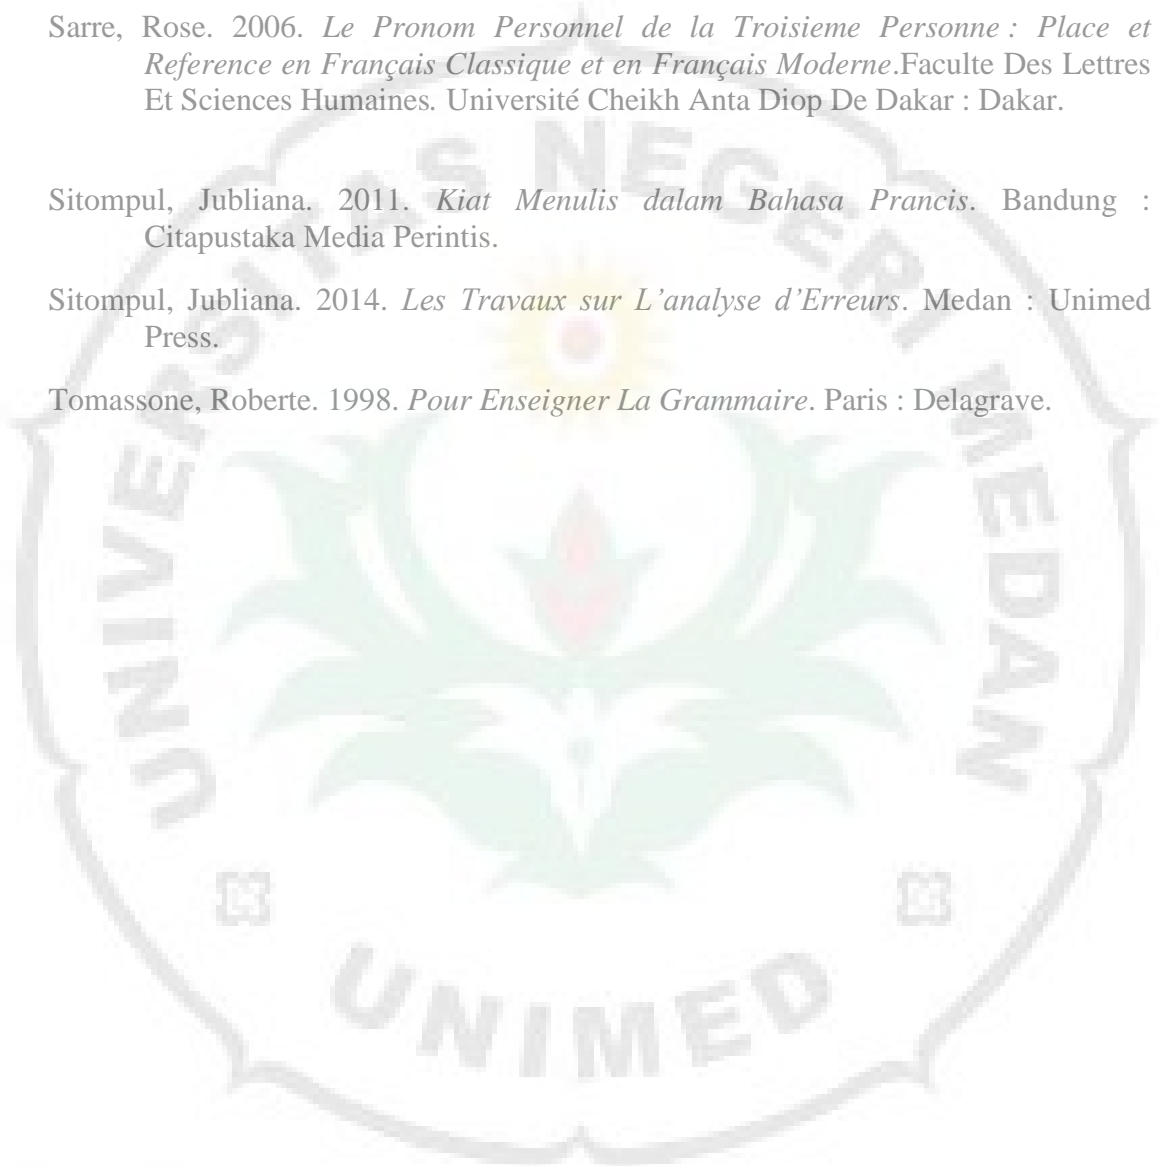 Sarre, Rose. 2006. Le Pronom Personnel de la Troisieme Personne : Place et
Reference en Français Classique et en Français Moderne.Faculte Des Lettres
Et Sciences Humaines. Université Cheikh Anta Diop De Dakar : Dakar.
Sitompul, Jubliana. 2011. Kiat Menulis dalam Bahasa Prancis. Bandung :
Citapustaka Media Perintis.
Sitompul, Jubliana. 2014. Les Travaux sur L'analyse d'Erreurs. Medan : Unimed
Press.
Tomassone, Roberte. 1998. Pour Enseigner La Grammaire. Paris : Delagrave.
UNIVERSITAS NEGERI MEDAN
UNIMED